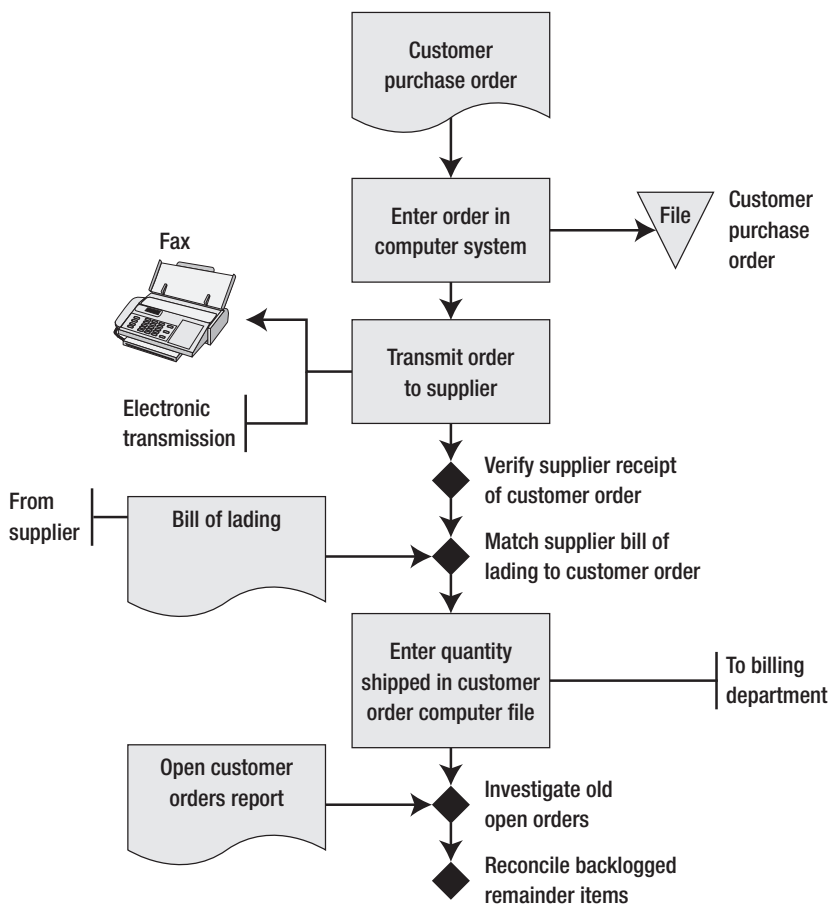 Customer
purchase order
Enter order in
computer system
File
Customer
purchase
order
Fax
Transmit order
to supplier
Electronic
transmission
Verify supplier receipt
of customer order
From
supplier
Bill of lading
Match supplier bill of
lading to customer order
Enter quantity
shipped in customer
order computer file
To billing
department
Open customer
orders report
Investigate old
open orders
Reconcile backlogged
remainder items